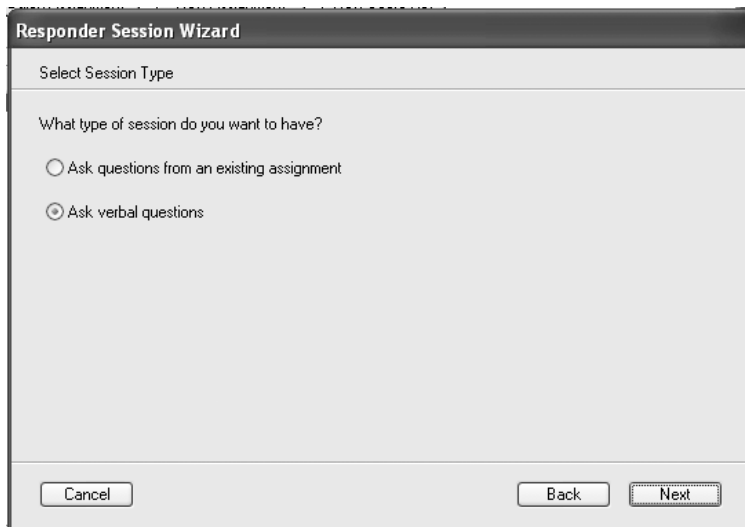 Responder Session Wizard
Select Session Type
What type of session do you want to have?
Ask questions from an existing assignment
Ask verbal questions
Cancel Back Next